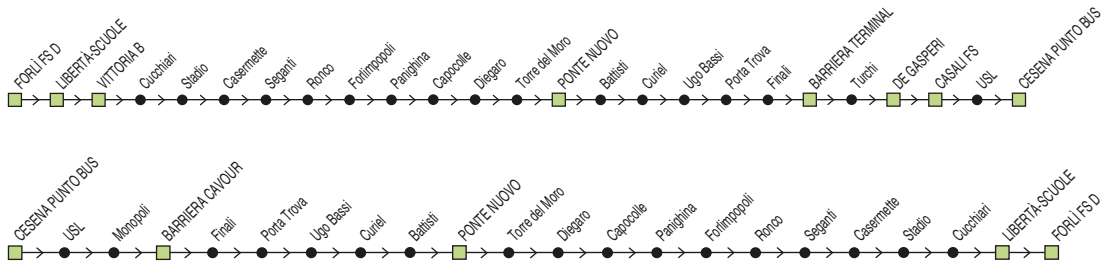 FORLÌ FS D
LIBERTÀ-SCUOLE
VITTORIA B
Cucchiari
Stadio
Casermette
Seganti
Ronco
Forlimpopoli
Panighina
Capocolle
Diegaro
Torre del Moro
PONTE NUOVO
Battisti
Curiel
Ugo Bassi
Porta Trova
Finali
BARRIERA TERMINAL
Turchi
DE GASPERI
CASALI FS
USL
CESENA PUNTO BUS
CESENA PUNTO BUS
USL
Monopoli
BARRIERA CAVOUR
Finali
Porta Trova
Ugo Bassi
Curiel
Battisti
PONTE NUOVO
Torre del Moro
Diegaro
Capocolle
Panighina
Forlimpopoli
Ronco
Seganti
Casermette
Stadio
Cucchiari
LIBERTÀ-SCUOLE
FORLÌ FS D